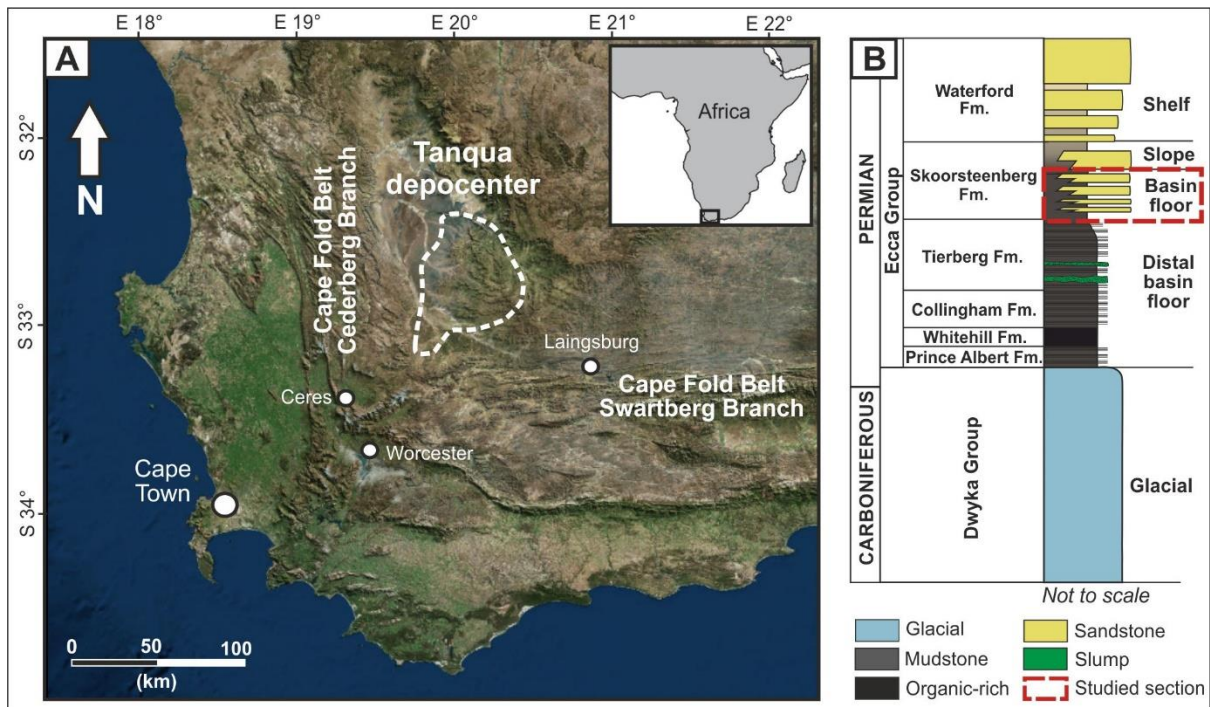 E 18°
E 19°
E 20°
E 21°
E 22°
A
N
S 32°
S 33°
S 34°
Africa
Tanqua
depocenter
Cape Fold Belt
Cederberg Branch
Laingsburg
Cape Fold Belt
Swartberg Branch
Ceres
Worcester
Cape
Town
0 50 100
(km)
B
PERMIAN
CARBONIFEROUS
Ecca Group
Waterford
Fm.
Shelf
Skoorsteenberg
Fm.
Slope
Basin
floor
Tierberg Fm.
Distal
basin
floor
Collingham Fm.
Whitehill Fm.
Prince Albert Fm.
Dwyka Group
Glacial
Not to scale
Glacial
Sandstone
Mudstone
Slump
Organic-rich
Studied section